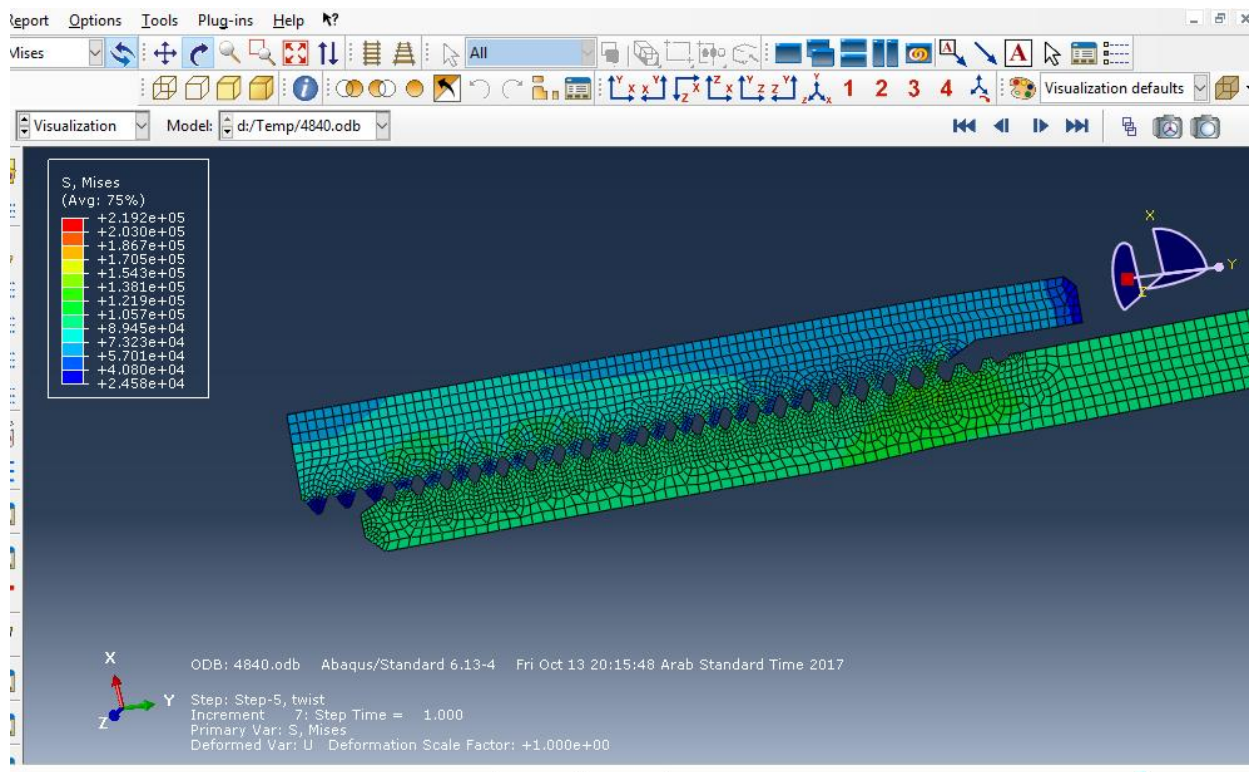 Report Options Tools Plug-ins Help
Mises
All
A A
1 2 3 4 Visualization defaults
Visualization Model: d:/Temp/4840.odb
S, Mises
(Avg: 75%)
+2.192e+05
+2.030e+05
+1.867e+05
+1.705e+05
+1.543e+05
+1.381e+05
+1.219e+05
+1.057e+05
+8.945e+04
+7.323e+04
+5.701e+04
+4.080e+04
+2.458e+04
X
Y
Z
X
Y
Z
ODB: 4840.odb Abaqus/Standard 6.13-4 Fri Oct 13 20:15:48 Arab Standard Time 2017
Step: Step-5, twist
Increment 7: Step Time = 1.000
Primary Var: S, Mises
Deformed Var: U Deformation Scale Factor: +1.000e+00